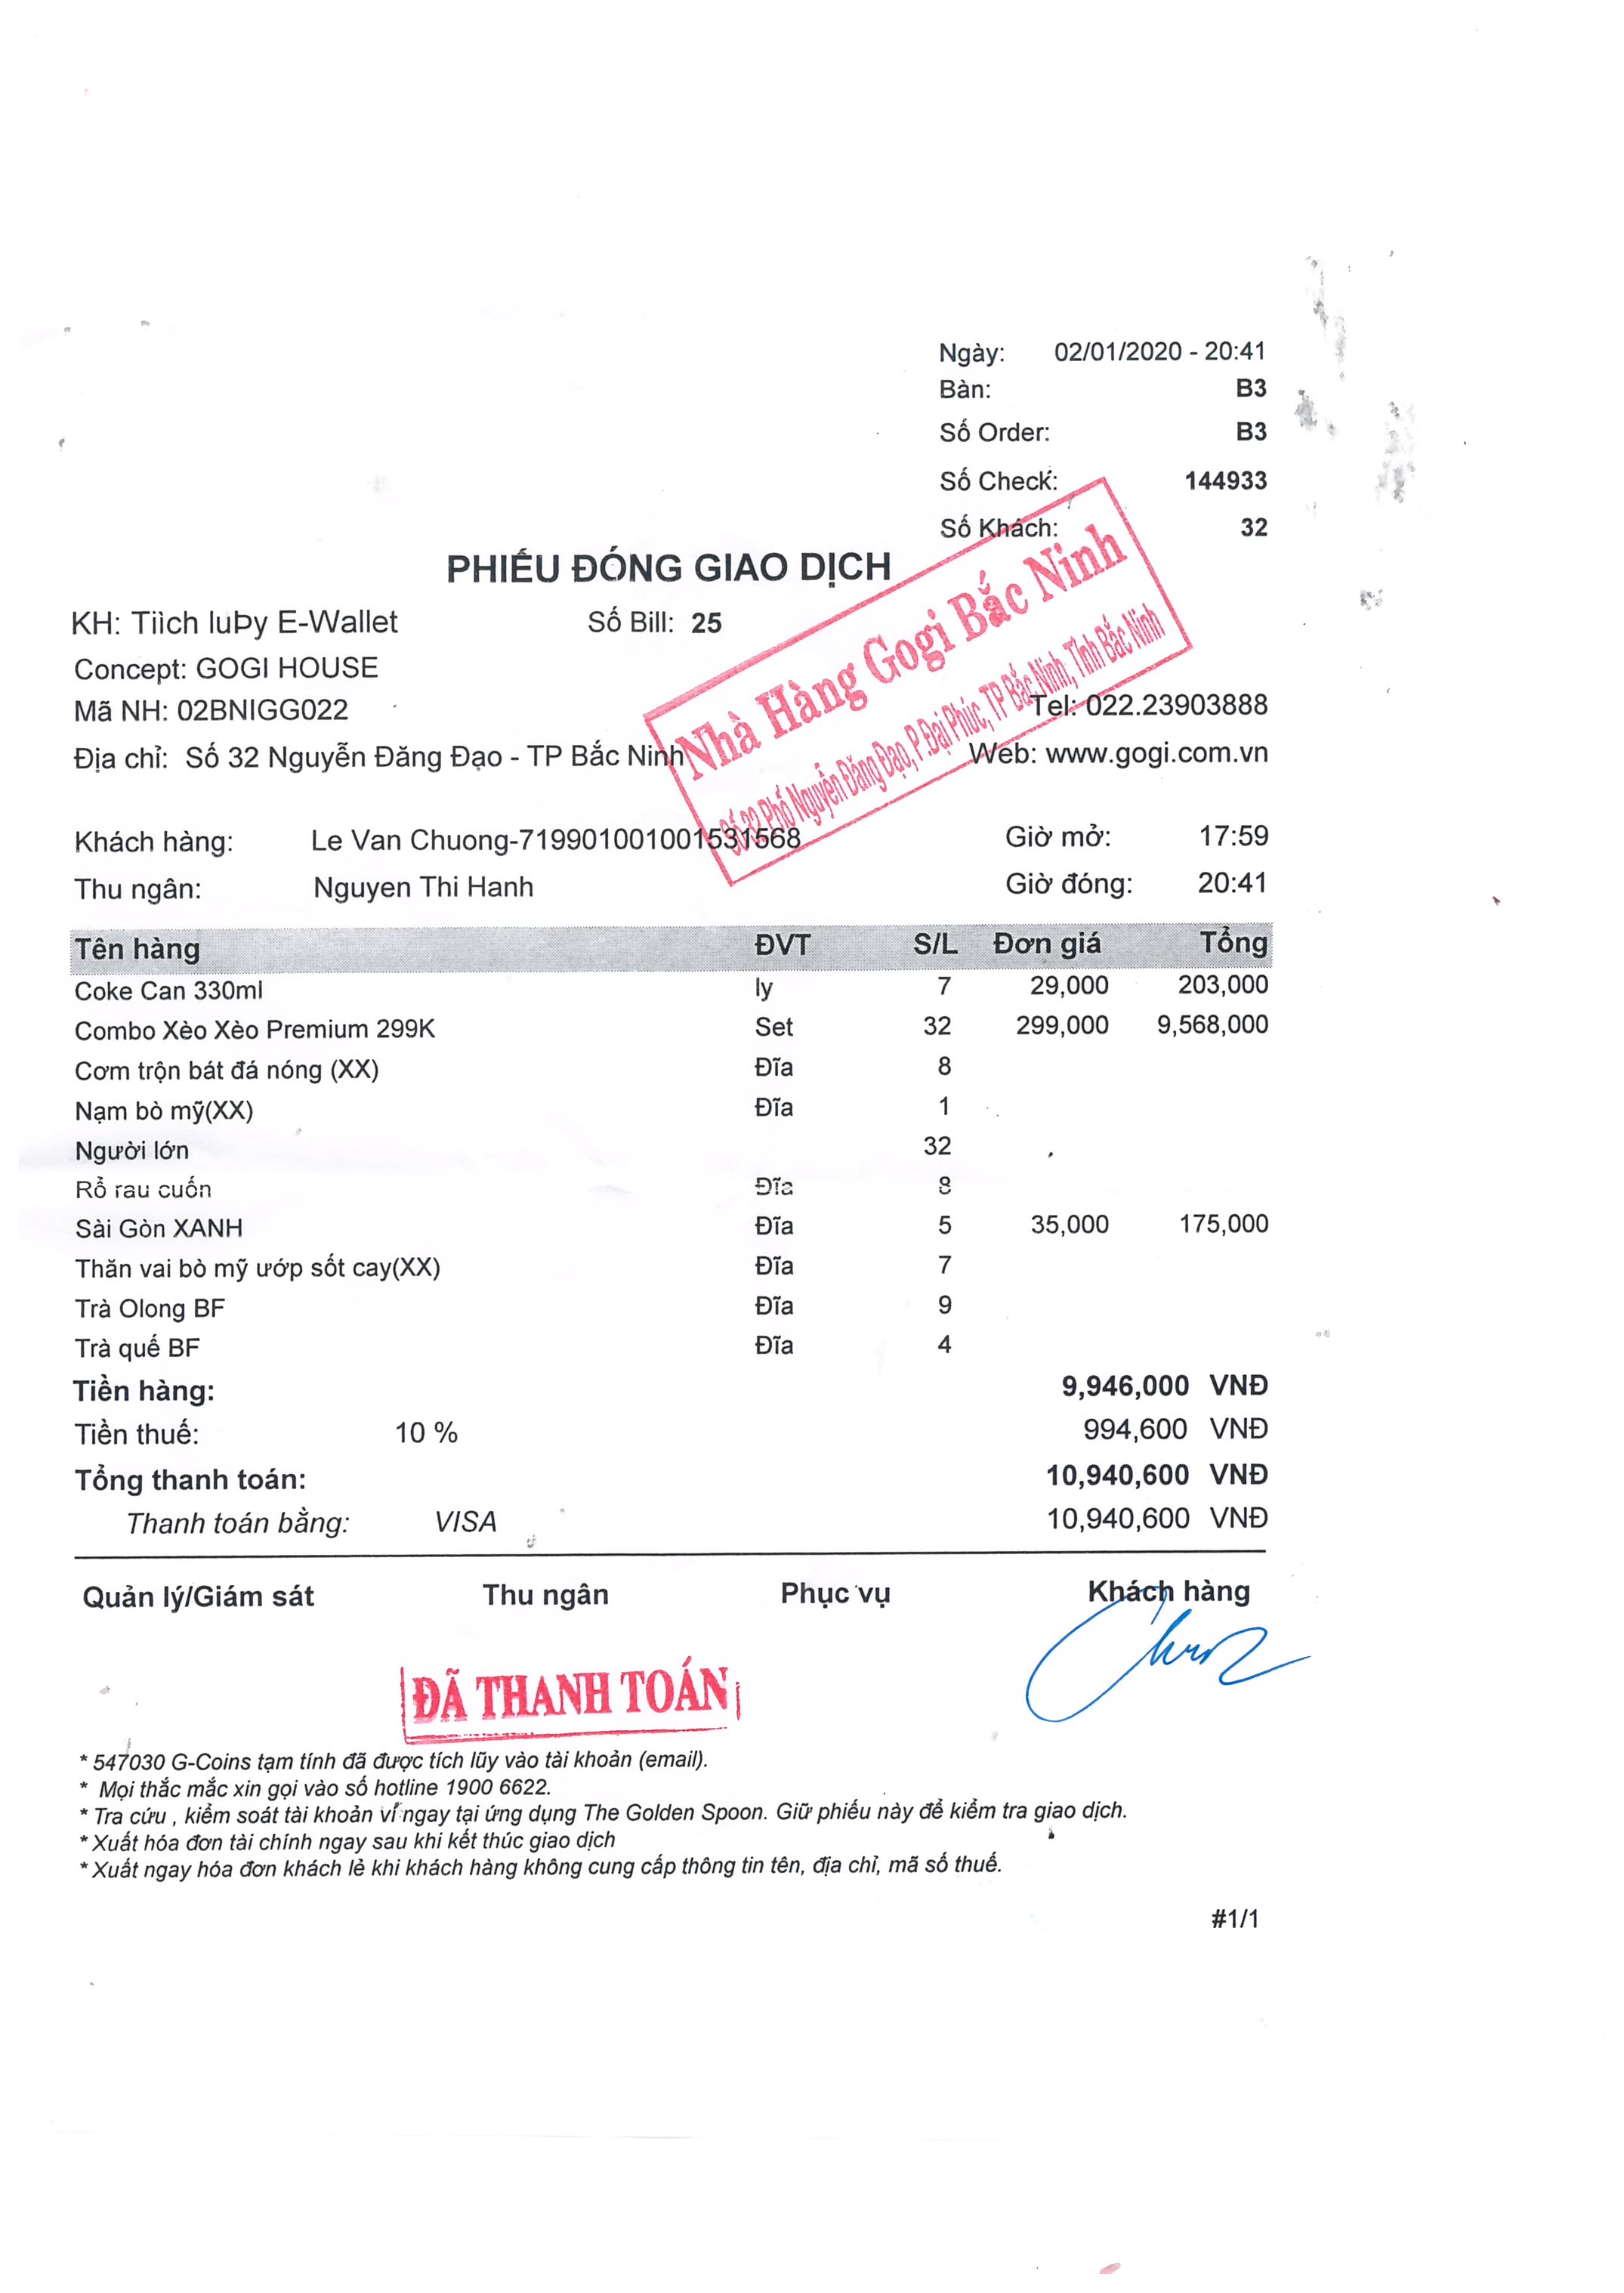 Ngày: 02/01/2020 - 20:41
Bàn: B3
Số Order: B3
Số Check: 144933
Số Khách: 32
PHIẾU ĐÓNG GIAO DỊCH
KH: Tiìch luÞy E-Wallet Số Bill: 25
Concept: GOGI HOUSE
Mã NH: 02BNIGG022 Tel: 022.23903888
Địa chỉ: Số 32 Nguyễn Đăng Đạo - TP Bắc Ninh Web: www.gogi.com.vn
Nhà Hàng Gogi Bắc Ninh
Số 32 Phố Nguyễn Đăng Đạo, P.Đại Phúc, TP Bắc Ninh, Tỉnh Bắc Ninh
Khách hàng: Le Van Chuong-719901001001531568 Giờ mở: 17:59
Thu ngân: Nguyen Thi Hanh Giờ đóng: 20:41
Tên hàng ĐVT S/L Đơn giá Tổng
Coke Can 330ml ly 7 29,000 203,000
Combo Xèo Xèo Premium 299K Set 32 299,000 9,568,000
Cơm trộn bát đá nóng (XX) Đĩa 8
Nạm bò mỹ(XX) Đĩa 1
Người lớn 32
Rổ rau cuốn Đĩa 8
Sài Gòn XANH Đĩa 5 35,000 175,000
Thăn vai bò mỹ ướp sốt cay(XX) Đĩa 7
Trà Olong BF Đĩa 9
Trà quế BF Đĩa 4
Tiền hàng: 9,946,000 VNĐ
Tiền thuế: 10 % 994,600 VNĐ
Tổng thanh toán: 10,940,600 VNĐ
Thanh toán bằng: VISA 10,940,600 VNĐ
Quản lý/Giám sát Thu ngân Phục vụ Khách hàng
ĐÃ THANH TOÁN
* 547030 G-Coins tạm tính đã được tích lũy vào tài khoản (email).
* Mọi thắc mắc xin gọi vào số hotline 1900 6622.
* Tra cứu , kiểm soát tài khoản ví ngay tại ứng dụng The Golden Spoon. Giữ phiếu này để kiểm tra giao dịch.
* Xuất hóa đơn tài chính ngay sau khi kết thúc giao dịch
* Xuất ngay hóa đơn khách lẻ khi khách hàng không cung cấp thông tin tên, địa chỉ, mã số thuế.
#1/1